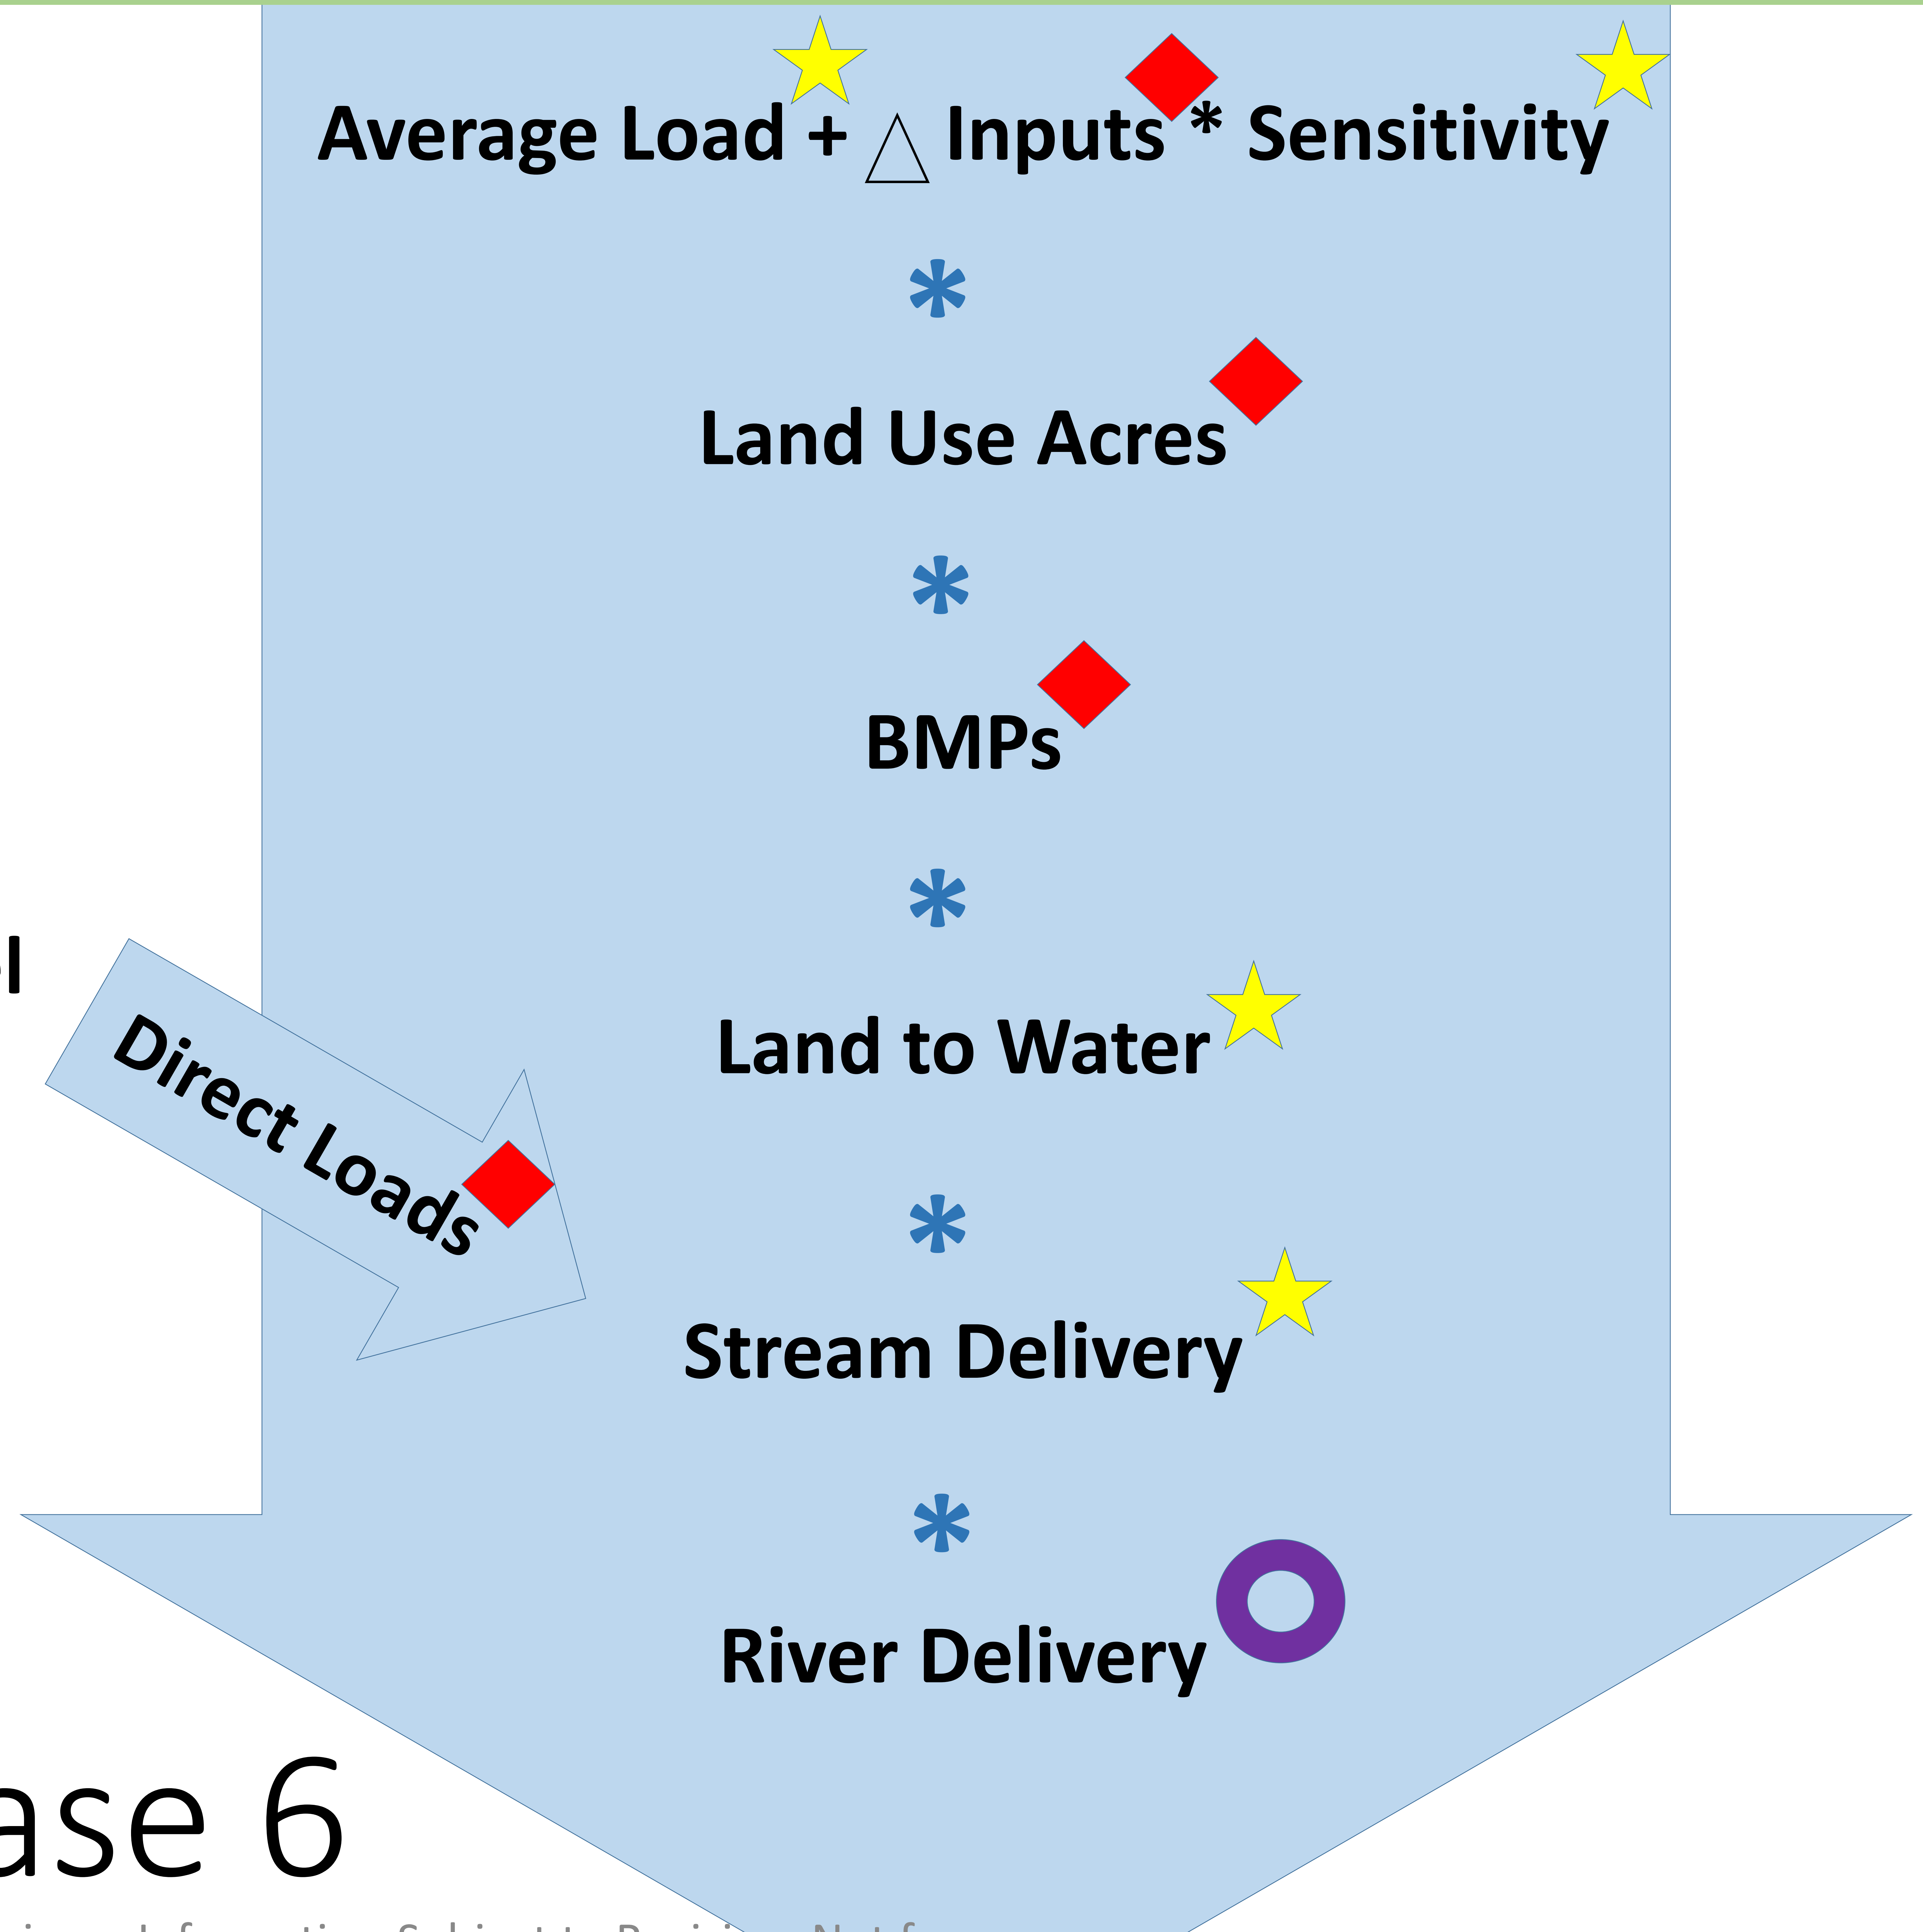 Average Load + △ Inputs* Sensitivity
*
Land Use Acres
*
BMPs
*
Land to Water
Direct Loads
*
Stream Delivery
*
River Delivery
ase 6